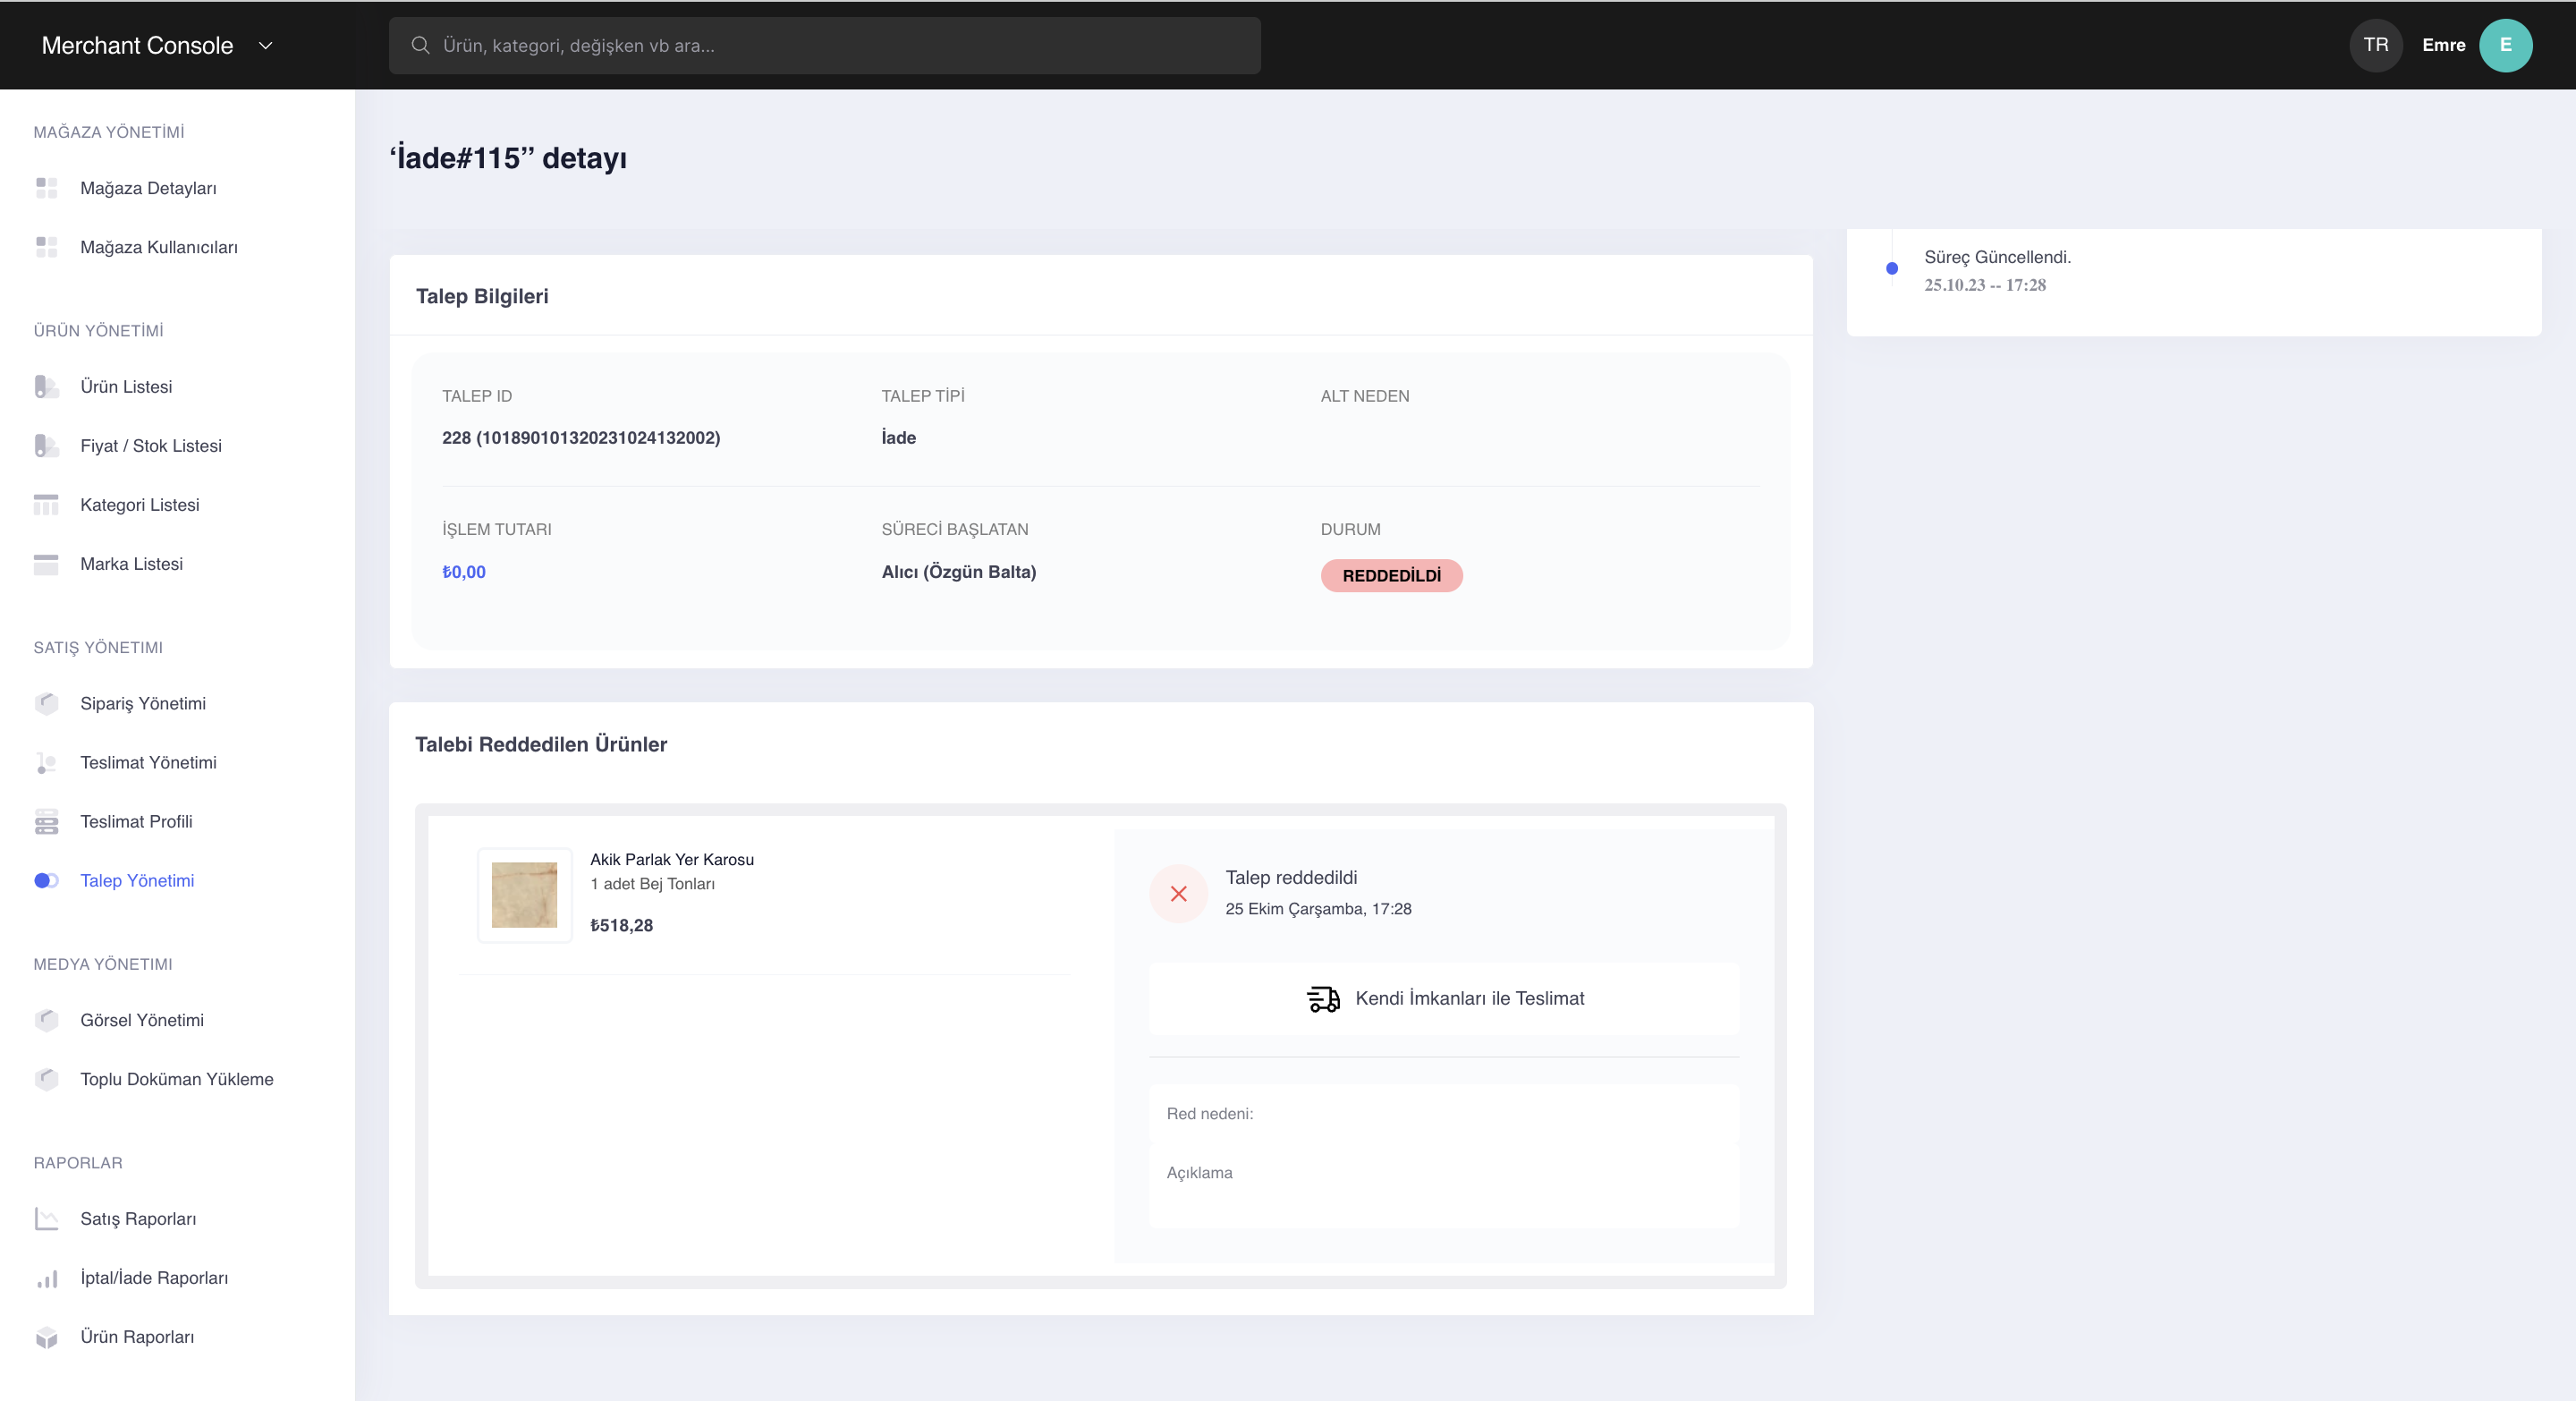 Merchant Console
Ürün, kategori, değişken vb ara...
TR
Emre
E
MAĞAZA YÖNETİMİ
Mağaza Detayları
Mağaza Kullanıcıları
ÜRÜN YÖNETİMİ
Ürün Listesi
Fiyat / Stok Listesi
Kategori Listesi
Marka Listesi
SATIŞ YÖNETIMI
Sipariş Yönetimi
Teslimat Yönetimi
Teslimat Profili
Talep Yönetimi
MEDYA YÖNETIMI
Görsel Yönetimi
Toplu Doküman Yükleme
RAPORLAR
Satış Raporları
İptal/İade Raporları
Ürün Raporları
‘İade#115’’ detayı
Talep Bilgileri
TALEP ID
TALEP TİPİ
ALT NEDEN
228 (101890101320231024132002)
İade
İŞLEM TUTARI
SÜRECİ BAŞLATAN
DURUM
₺0,00
Alıcı (Özgün Balta)
REDDEDİLDİ
Talebi Reddedilen Ürünler
Akik Parlak Yer Karosu
1 adet Bej Tonları
₺518,28
Talep reddedildi
25 Ekim Çarşamba, 17:28
Kendi İmkanları ile Teslimat
Red nedeni:
Açıklama
Süreç Güncellendi.
25.10.23 -- 17:28